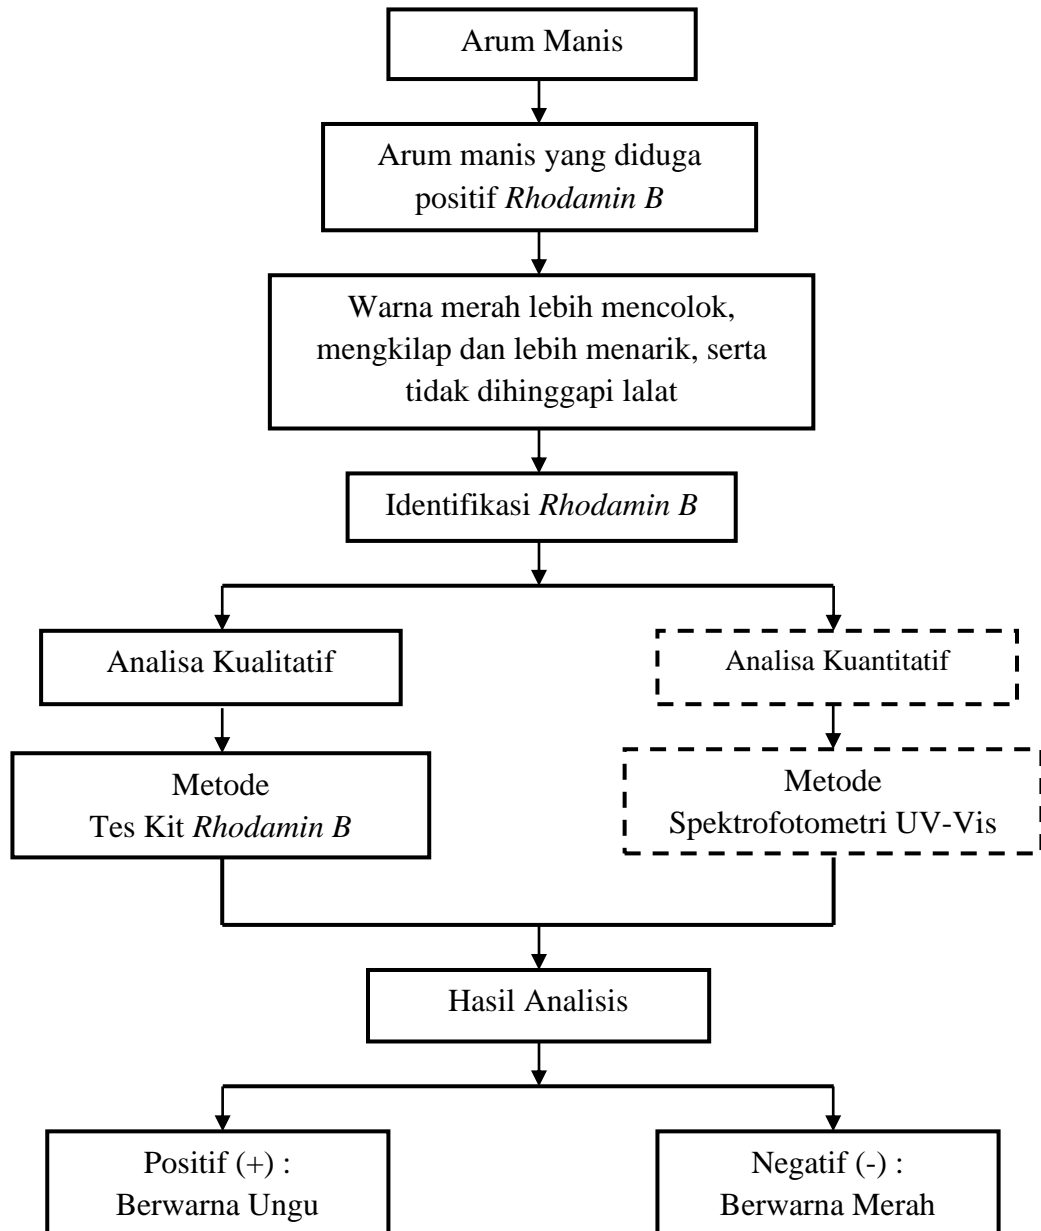 Arum Manis
Arum manis yang diduga
positif Rhodamin B
Warna merah lebih mencolok,
mengkilap dan lebih menarik, serta
tidak dihinggapi lalat
Identifikasi Rhodamin B
Analisa Kualitatif
Analisa Kuantitatif
Metode
Tes Kit Rhodamin B
Metode
Spektrofotometri UV-Vis
Hasil Analisis
Positif (+) :
Berwarna Ungu
Negatif (-) :
Berwarna Merah